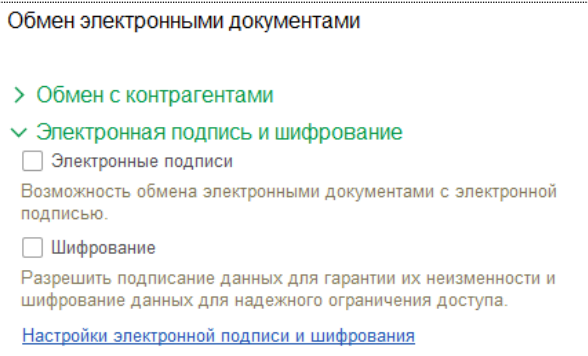 Обмен электронными документами
Обмен с контрагентами
Электронная подпись и шифрование
Электронные подписи
Возможность обмена электронными документами с электронной
подписью.
Шифрование
Разрешить подписание данных для гарантии их неизменности и
шифрование данных для надежного ограничения доступа.
Настройки электронной подписи и шифрования